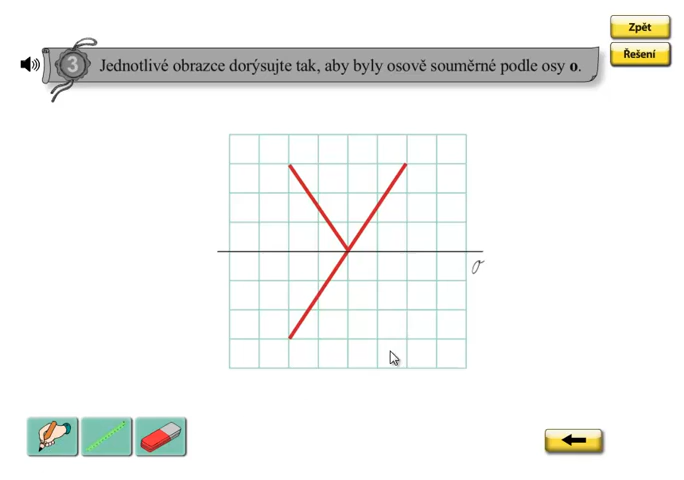 Zpět
Řešení
3 Jednotlivé obrazce dorýsujte tak, aby byly osově souměrné podle osy o.
o